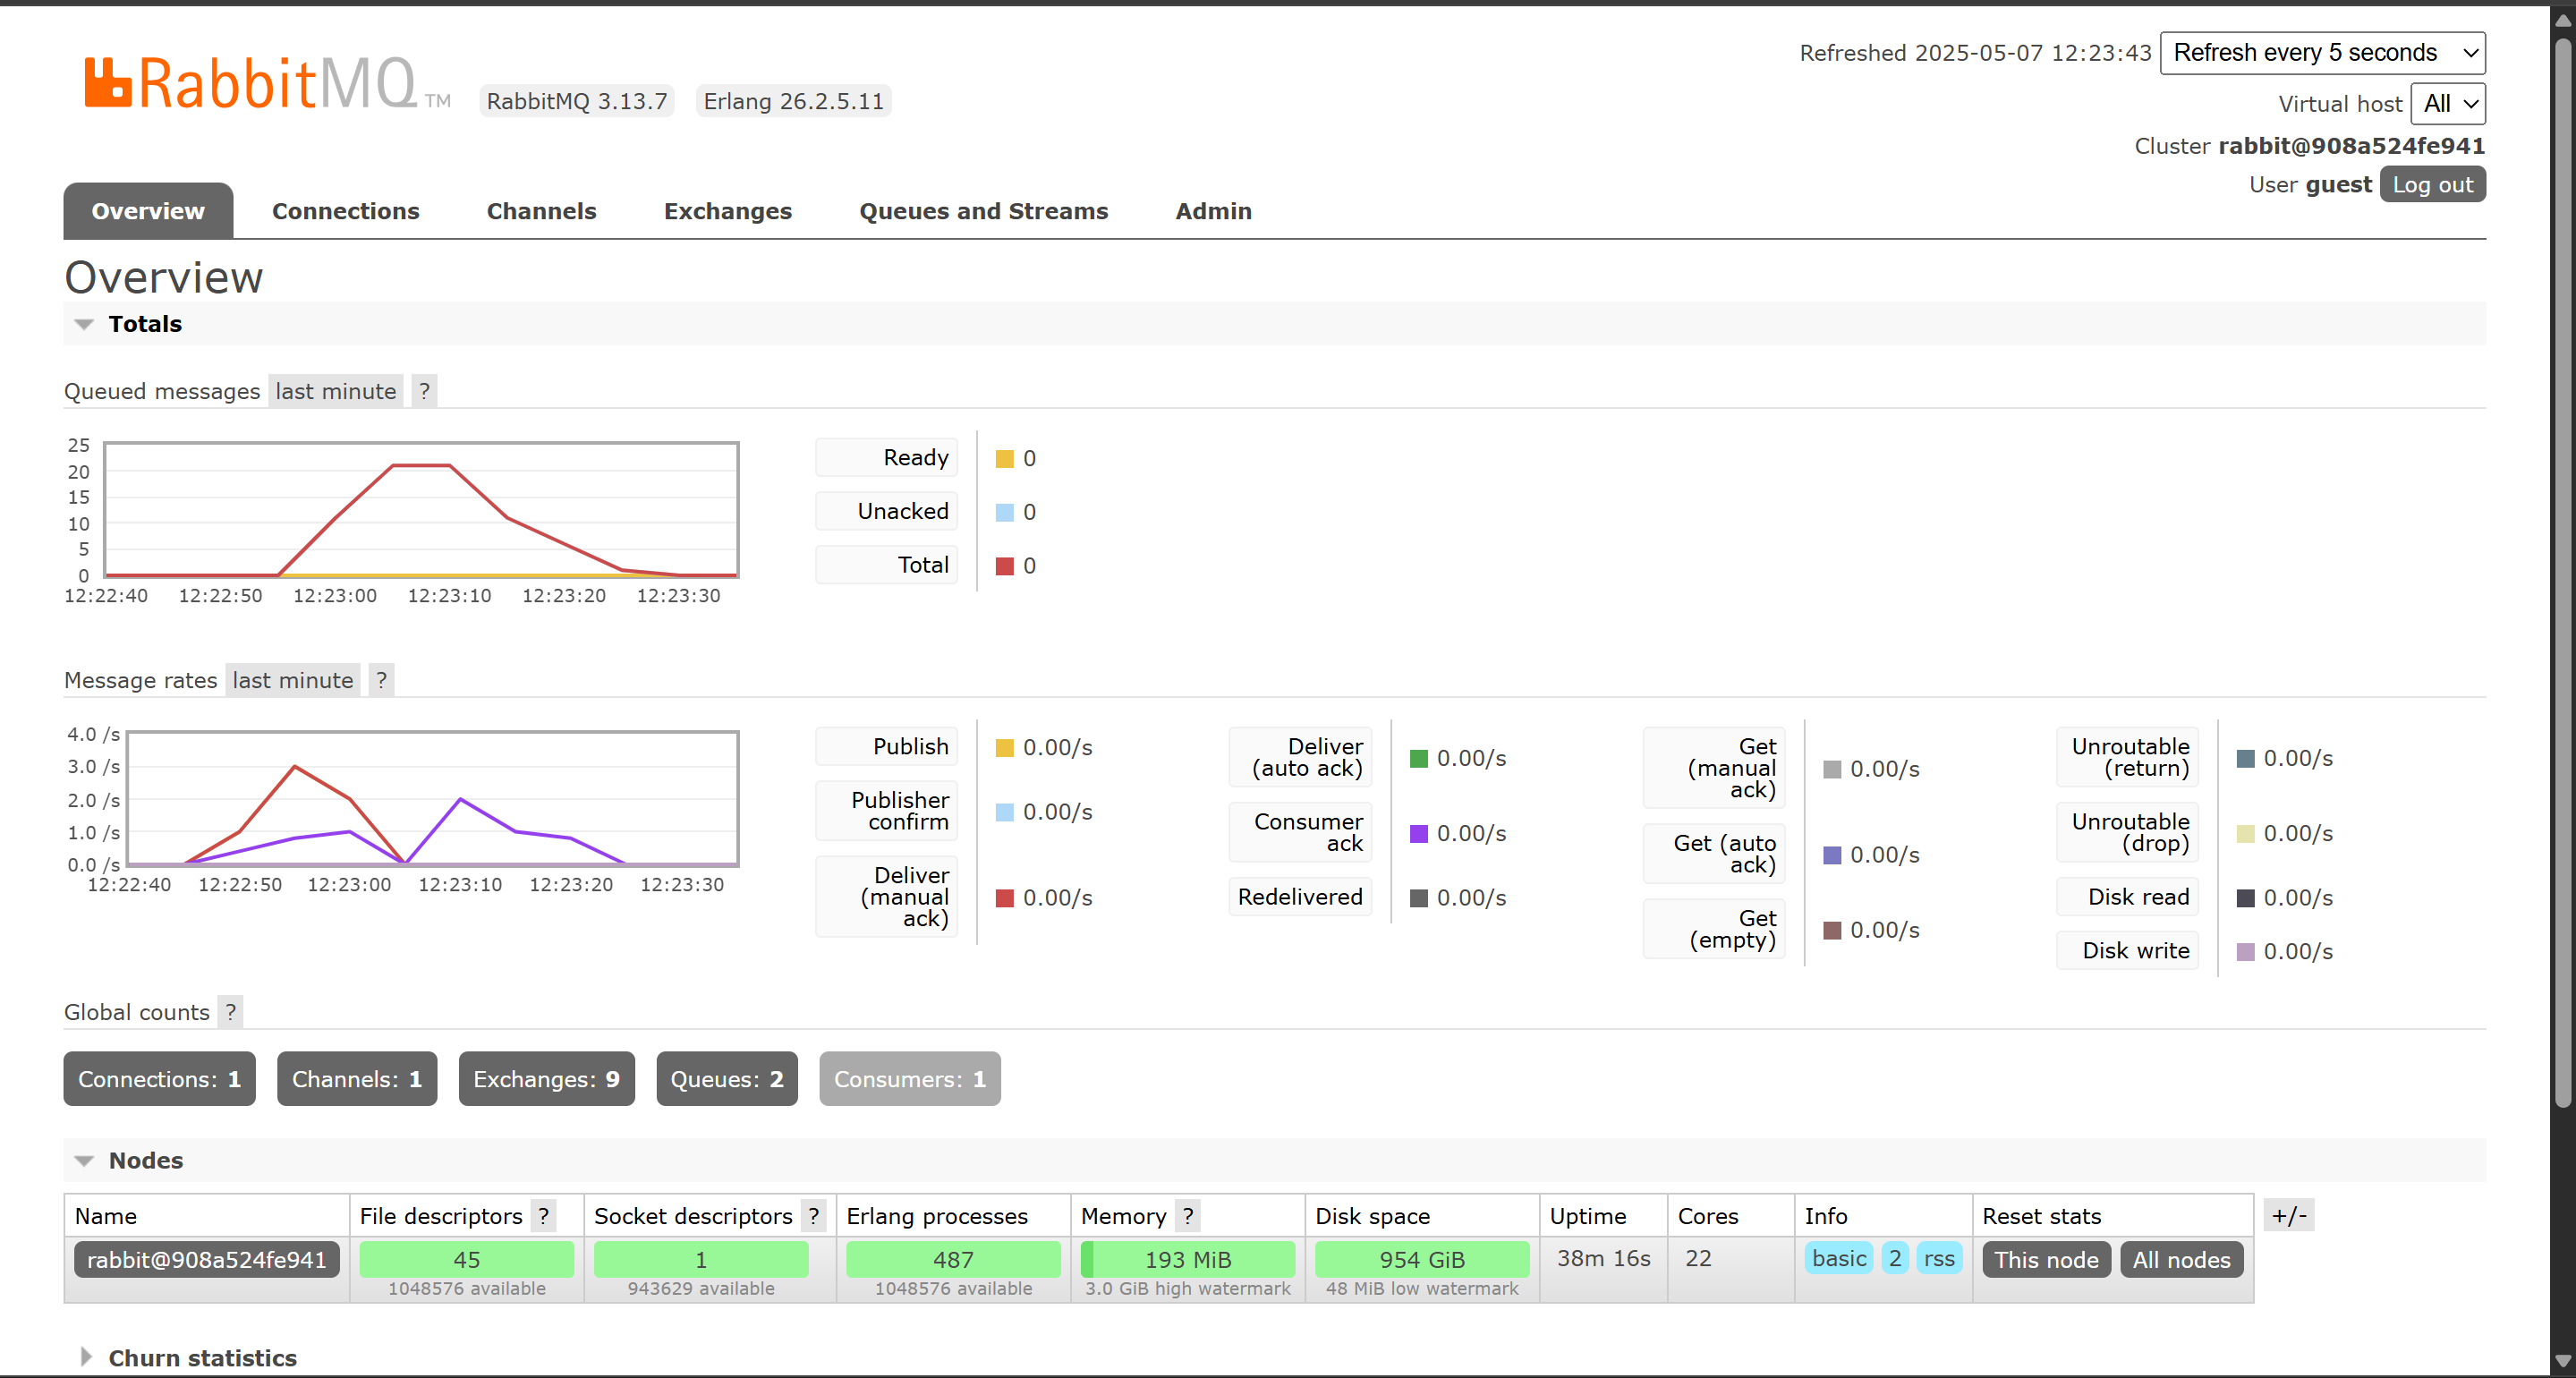 RabbitMQ TM RabbitMQ 3.13.7 Erlang 26.2.5.11
Refreshed 2025-05-07 12:23:43 Refresh every 5 seconds
Virtual host All
Cluster rabbit@908a524fe941
User guest Log out
Overview Connections Channels Exchanges Queues and Streams Admin
Overview
Totals
Queued messages last minute ?
25
20
15
10
5
0
12:22:40 12:22:50 12:23:00 12:23:10 12:23:20 12:23:30
Ready 0
Unacked 0
Total 0
Message rates last minute ?
4.0 /s
3.0 /s
2.0 /s
1.0 /s
0.0 /s
12:22:40 12:22:50 12:23:00 12:23:10 12:23:20 12:23:30
Publish 0.00/s
Publisher
confirm 0.00/s
Deliver
(manual 0.00/s
ack)
Deliver
(auto ack) 0.00/s
Consumer
ack 0.00/s
Redelivered 0.00/s
Get
(manual 0.00/s
ack)
Get (auto
ack) 0.00/s
Get
(empty) 0.00/s
Unroutable
(return) 0.00/s
Unroutable
(drop) 0.00/s
Disk read 0.00/s
Disk write 0.00/s
Global counts ?
Connections: 1 Channels: 1 Exchanges: 9 Queues: 2 Consumers: 1
Nodes
Name File descriptors ? Socket descriptors ? Erlang processes Memory ? Disk space Uptime Cores Info Reset stats +/-
rabbit@908a524fe941 45 1 487 193 MiB 954 GiB 38m 16s 22 basic 2 rss This node All nodes
1048576 available 943629 available 1048576 available 3.0 GiB high watermark 48 MiB low watermark
Churn statistics